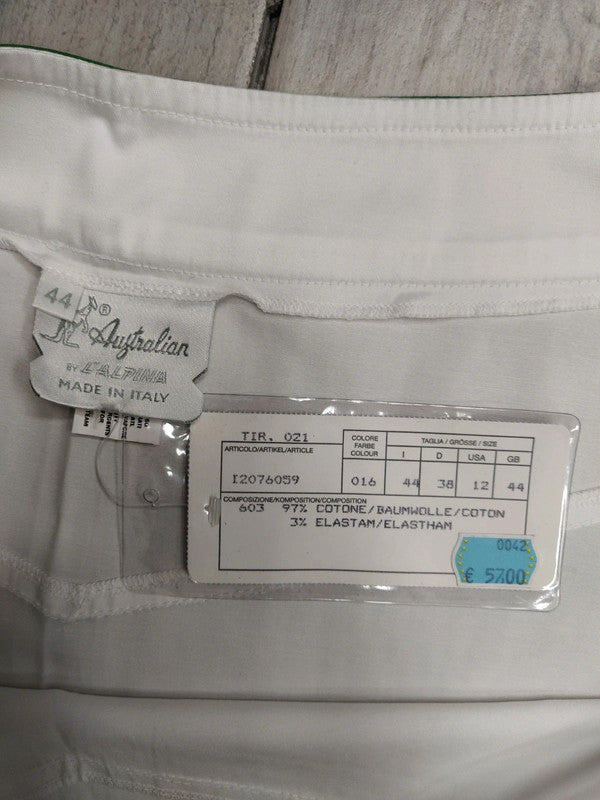 44
®
Australian
BY L'ALPINA
MADE IN ITALY
TEAM
TIR. 021
ARTICOLO/ARTIKEL/ARTICLE
I2076059
COLORE
FARBE
COLOUR
016
TAGLIA / GRÖSSE / SIZE
I D USA GB
44 38 12 44
COMPOSIZIONE/KOMPOSITION/COMPOSITION
603 97% COTONE/BAUMWOLLE/COTON
3% ELASTAM/ELASTHAM
0042
€ 57.00